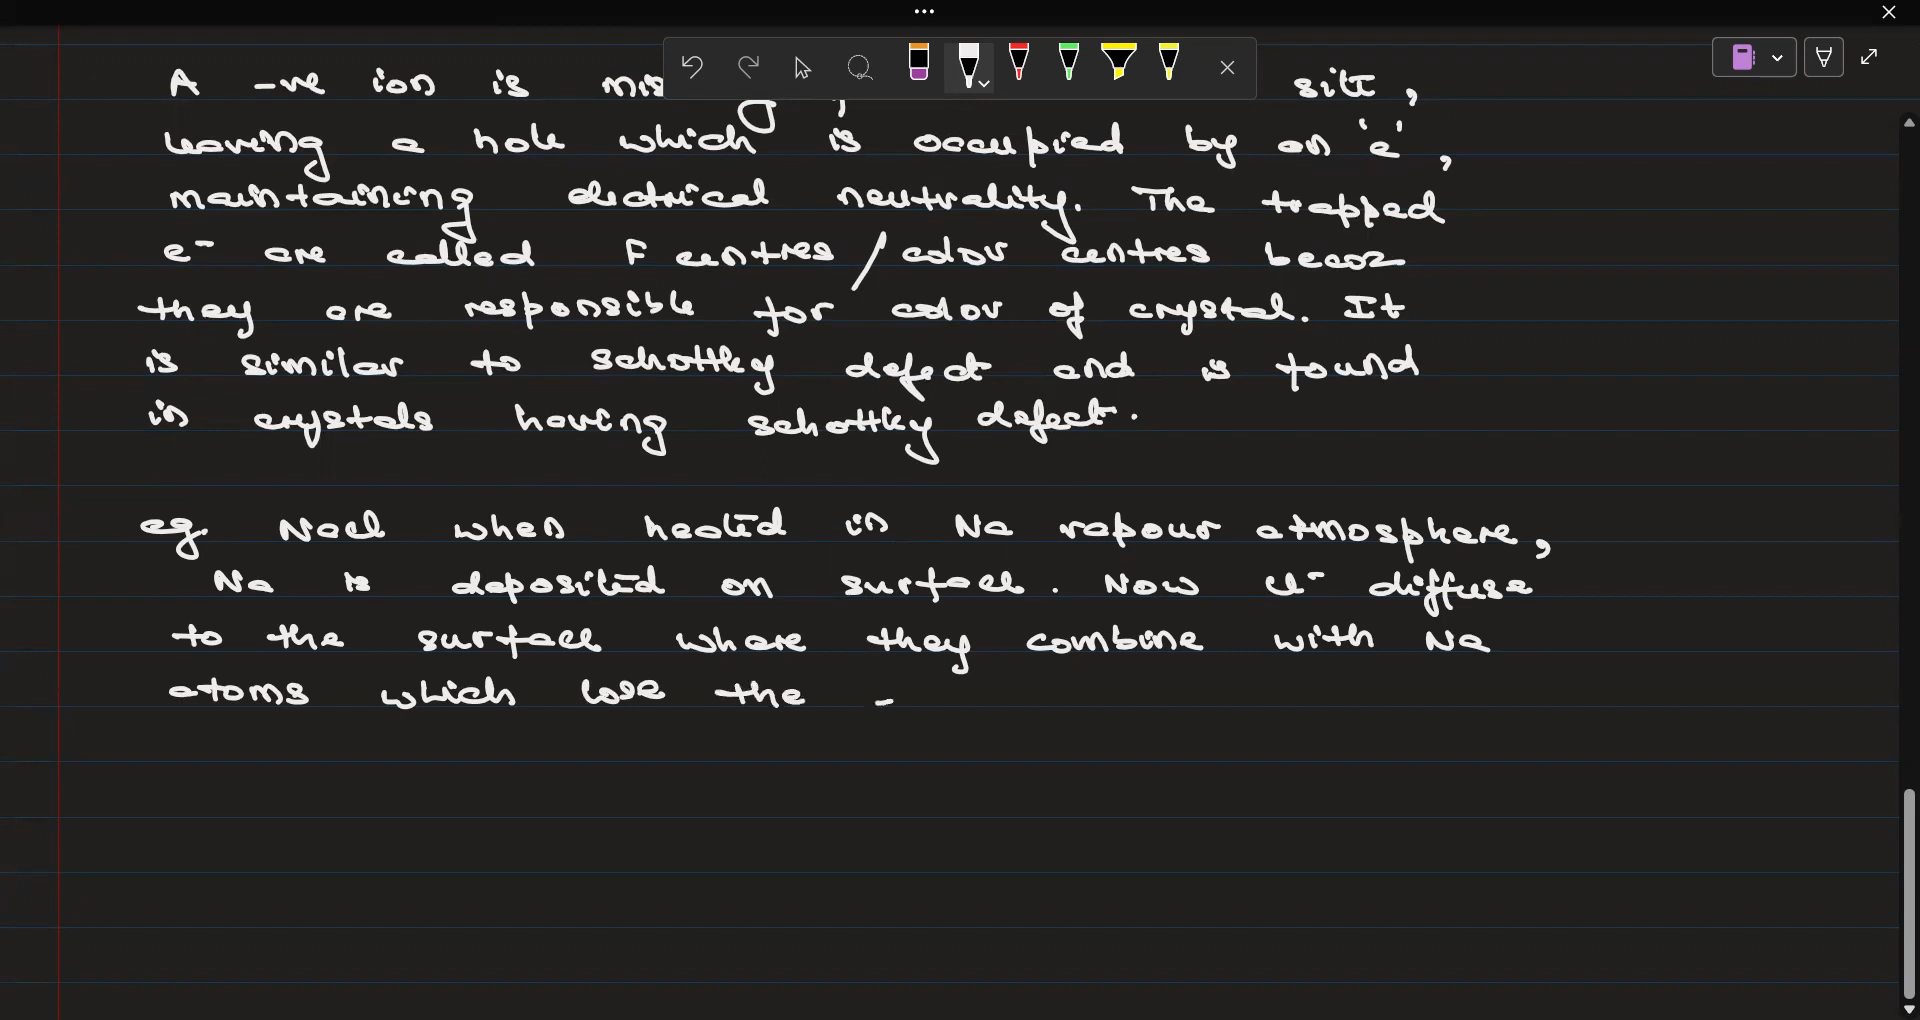 A -ve ion is mis site,
leaving a hole which is occupied by an 'e',
maintaining electrical neutrality. The trapped
e⁻ are called F centres / color centres becoz
they are responsible for color of crystal. It
is similar to schottky defect and is found
in crystals having schottky defect.
eg. NaCl when heated in Na vapour atmosphere,
Na is deposited on surface. Now Cl⁻ diffuse
to the surface where they combine with Na
atoms which lose the -